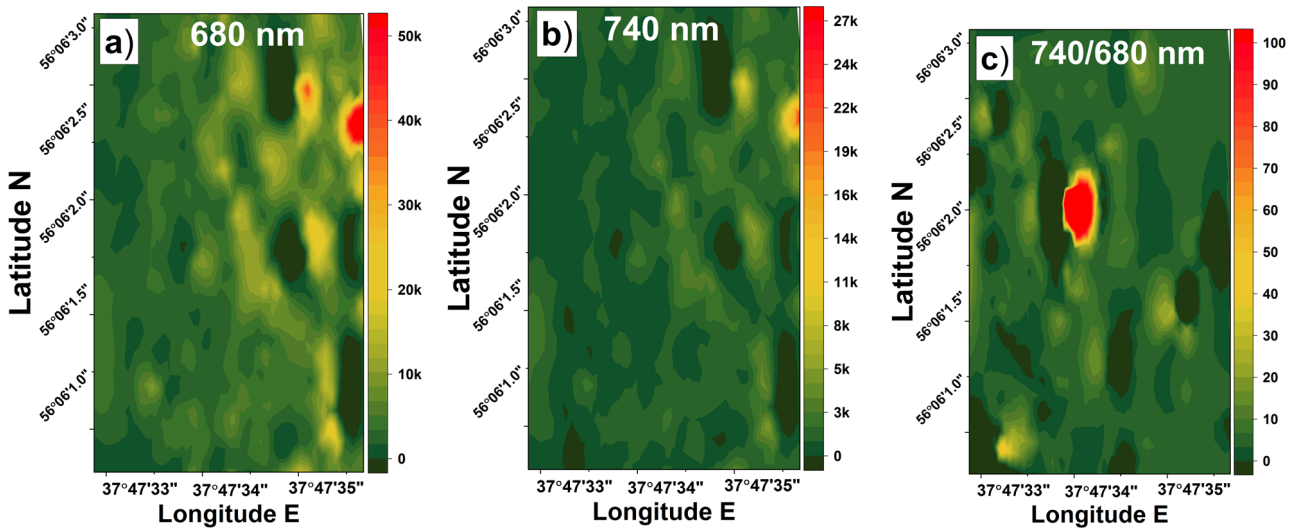 a)
680 nm
50k
40k
30k
20k
10k
0
56°06'3.0"
56°06'2.5"
56°06'2.0"
56°06'1.5"
56°06'1.0"
Latitude N
37°47'33"
37°47'34"
37°47'35"
Longitude E
b)
740 nm
27k
24k
22k
19k
16k
14k
11k
8k
6k
3k
0
56°06'3.0"
56°06'2.5"
56°06'2.0"
56°06'1.5"
56°06'1.0"
Latitude N
37°47'33"
37°47'34"
37°47'35"
Longitude E
c)
740/680 nm
100
90
80
70
60
50
40
30
20
10
0
56°06'3.0"
56°06'2.5"
56°06'2.0"
56°06'1.5"
56°06'1.0"
Latitude N
37°47'33"
37°47'34"
37°47'35"
Longitude E